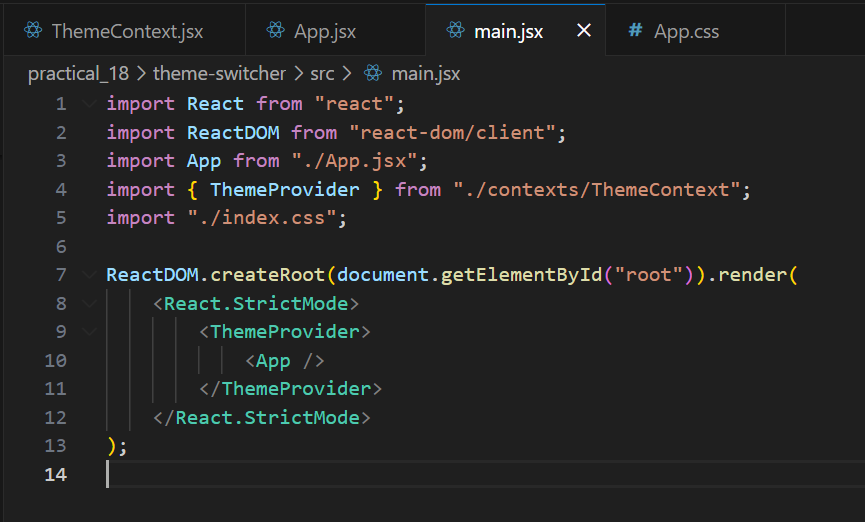 ThemeContext.jsx App.jsx main.jsx × # App.css
practical_18 > theme-switcher > src > main.jsx
1 import React from "react";
2 import ReactDOM from "react-dom/client";
3 import App from "./App.jsx";
4 import { ThemeProvider } from "./contexts/ThemeContext";
5 import "./index.css";
6
7 ReactDOM.createRoot(document.getElementById("root")).render(
8     <React.StrictMode>
9         <ThemeProvider>
10             <App />
11         </ThemeProvider>
12     </React.StrictMode>
13 );
14